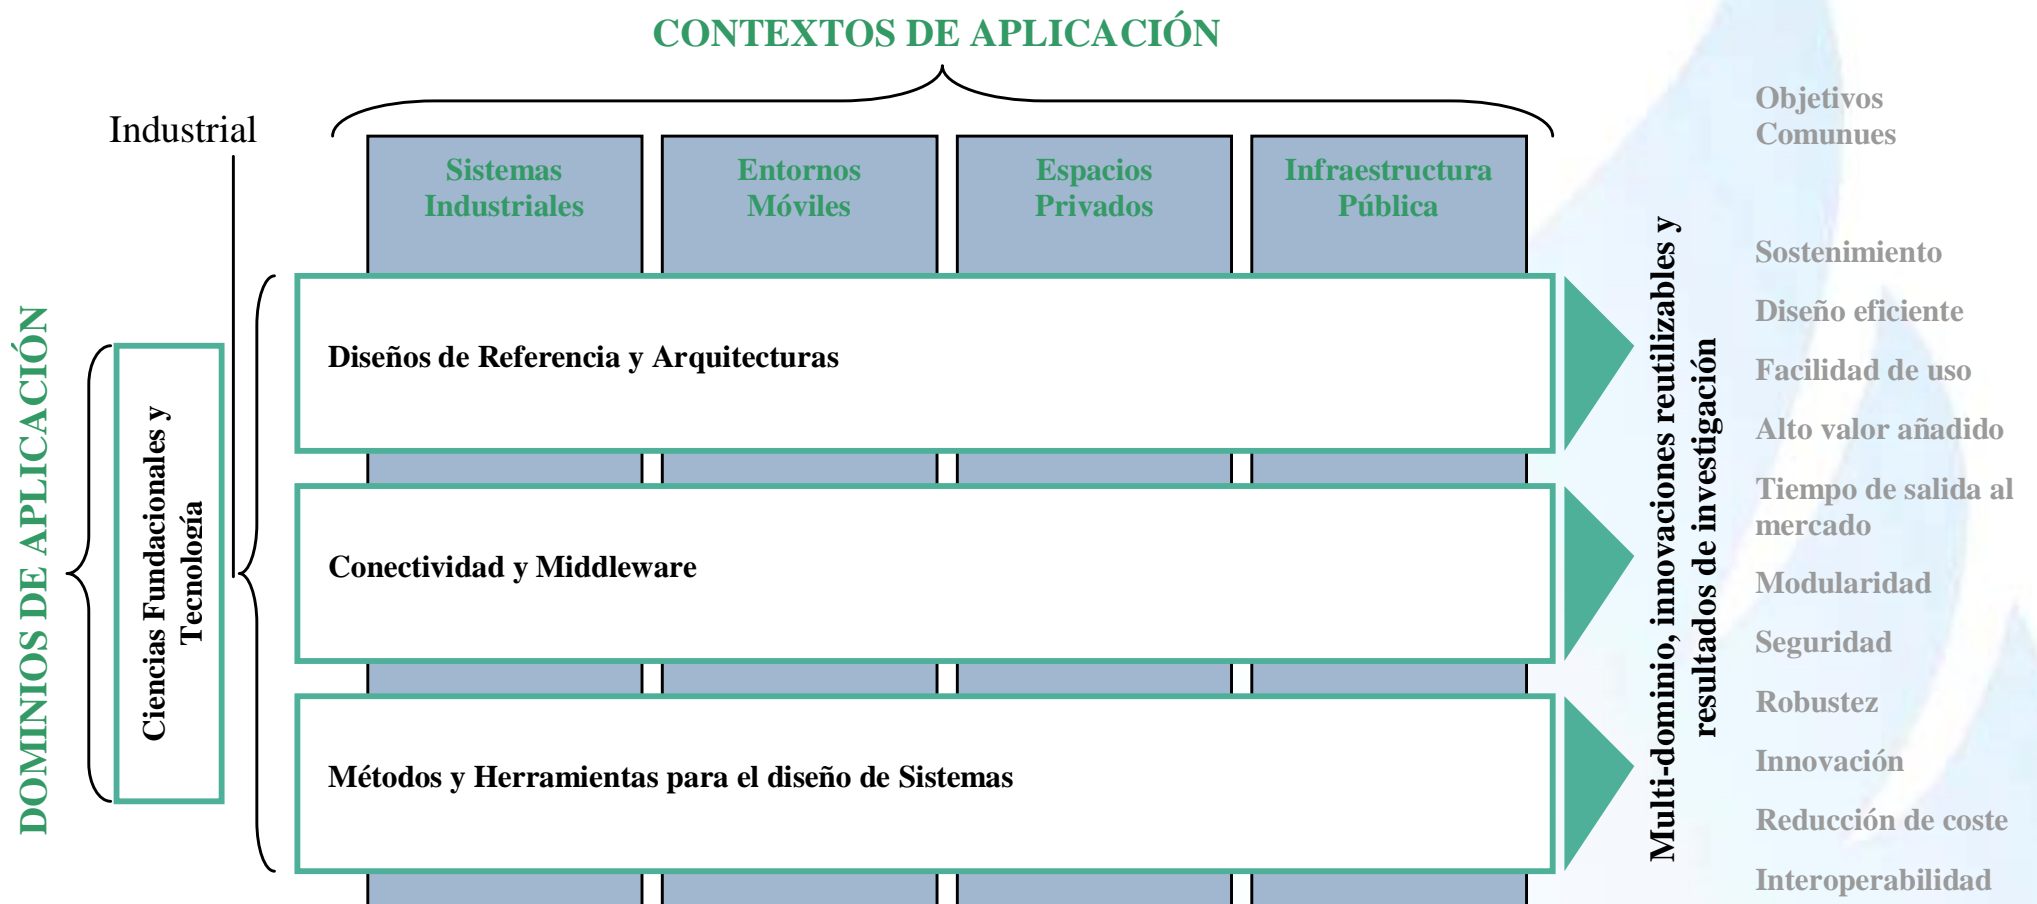 CONTEXTOS DE APLICACIÓN
Industrial
Sistemas
Industriales
Entornos
Móviles
Espacios
Privados
Infraestructura
Pública
DOMINIOS DE APLICACIÓN
Ciencias Fundacionales y
Tecnología
Diseños de Referencia y Arquitecturas
Conectividad y Middleware
Métodos y Herramientas para el diseño de Sistemas
Multi-dominio, innovaciones reutilizables y
resultados de investigación
Objetivos
Comunues
Sostenimiento
Diseño eficiente
Facilidad de uso
Alto valor añadido
Tiempo de salida al
mercado
Modularidad
Seguridad
Robustez
Innovación
Reducción de coste
Interoperabilidad